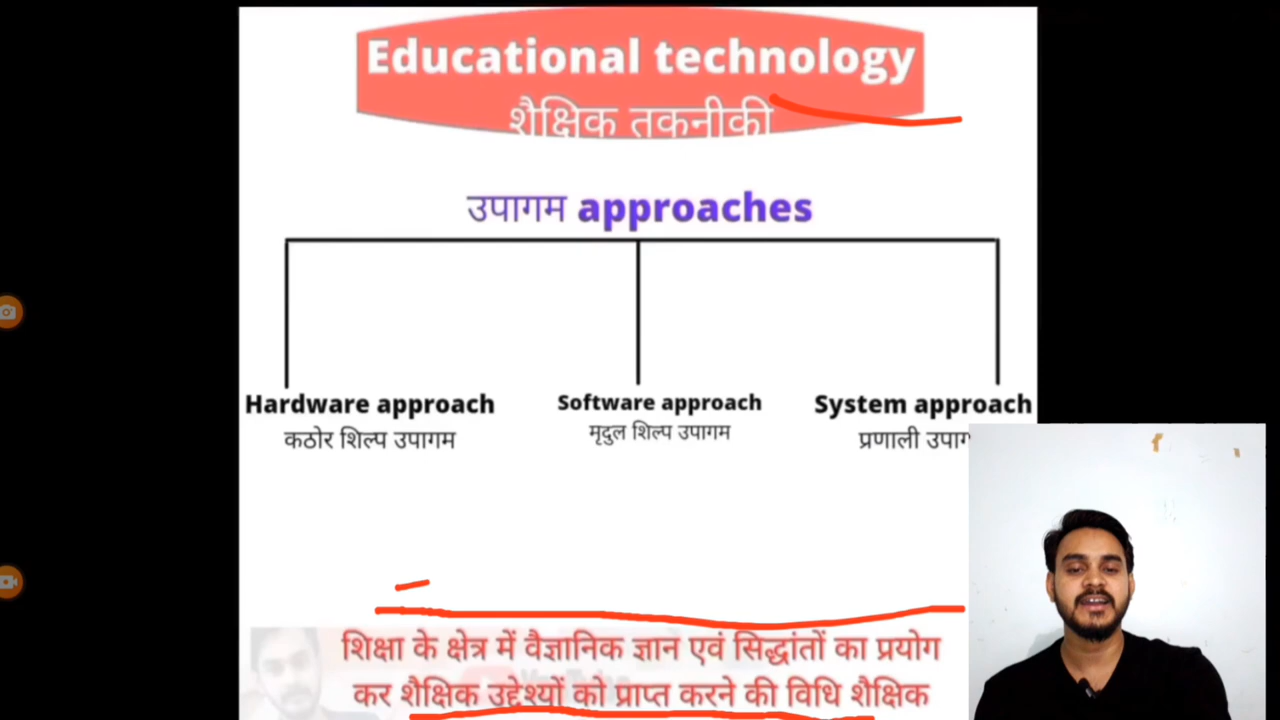 Educational technology
शैक्षिक तकनीकी
उपागम approaches
Hardware approach
कठोर शिल्प उपागम
Software approach
मृदुल शिल्प उपागम
System approach
प्रणाली
शिक्षा के क्षेत्र में वैज्ञानिक ज्ञान एवं सिद्धांतों का प्रयोग
कर शैक्षिक उद्देश्यों को प्राप्त करने की विधि शैक्षिक